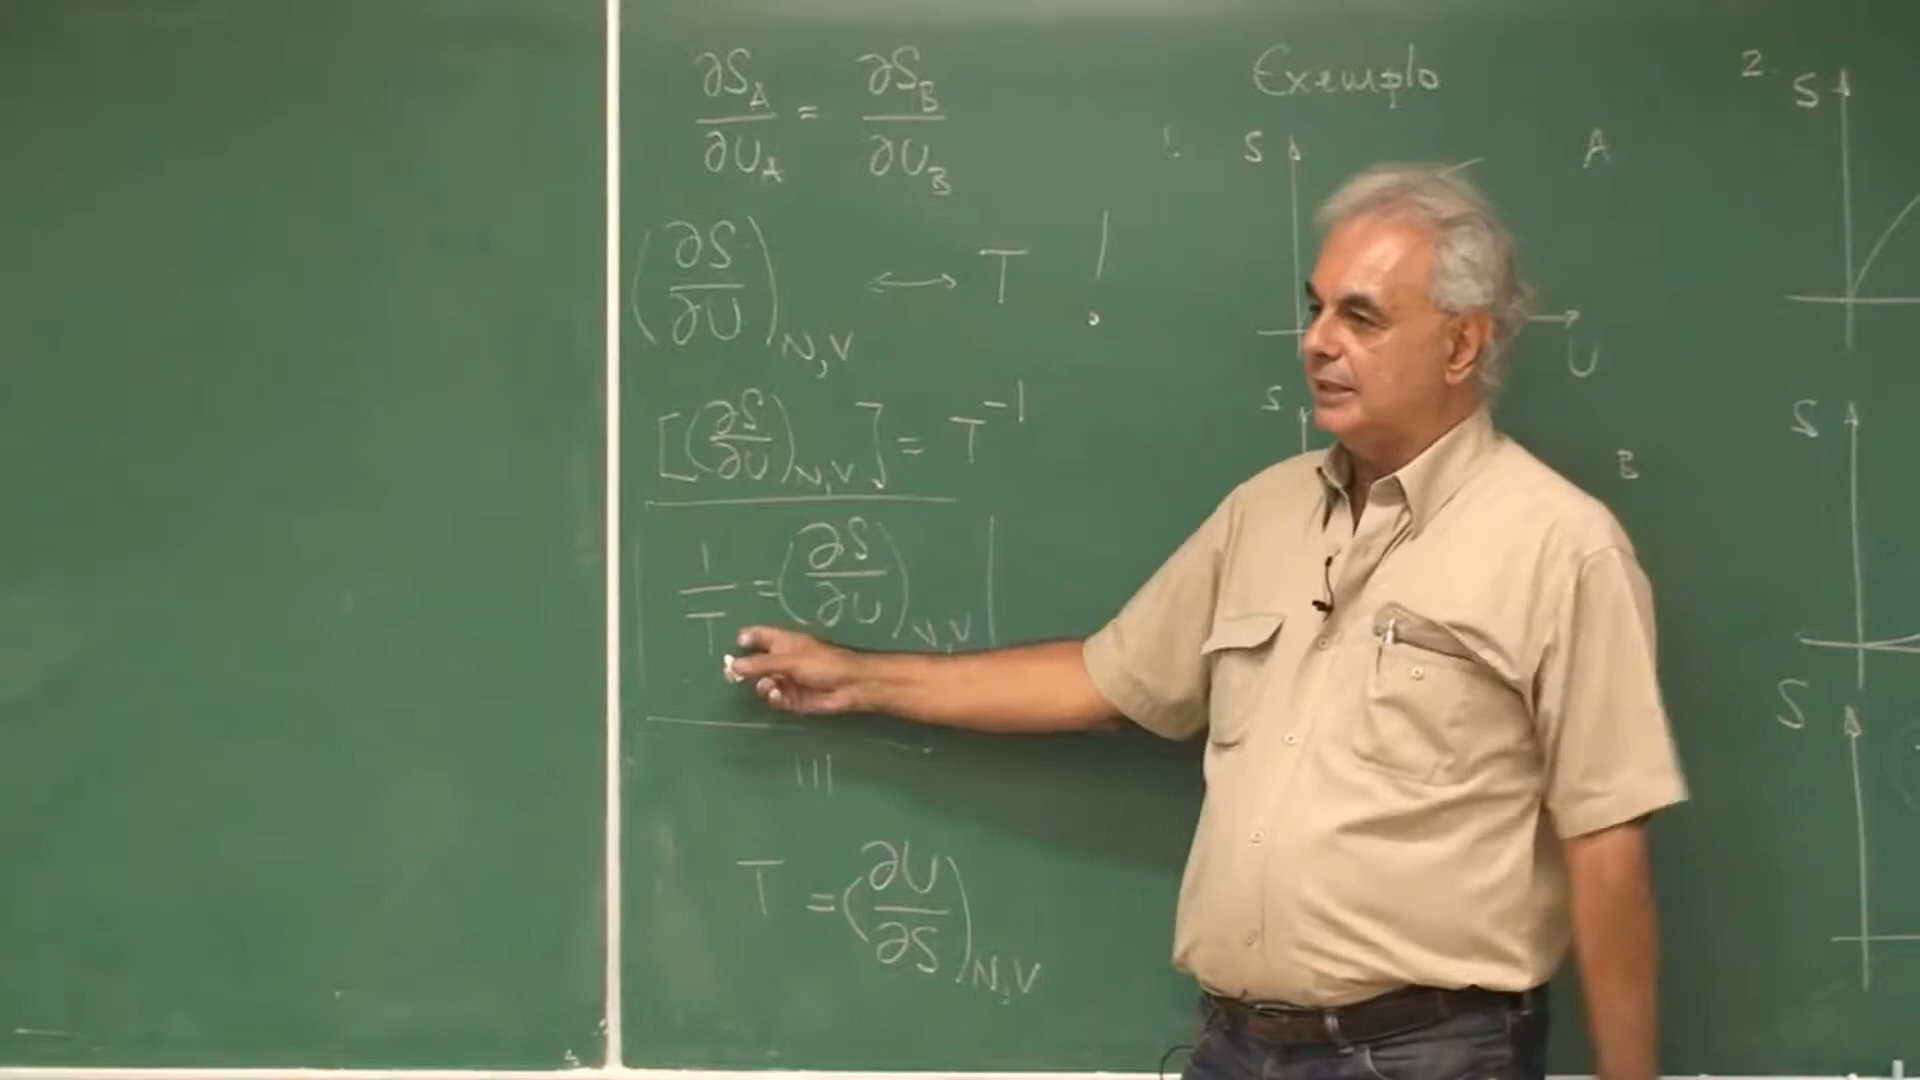 ∂S_A/∂U_A = ∂S_B/∂U_B
(∂S/∂U)_N,V ↔ T !
[(∂S/∂U)_N,V] = T^-1
1/T = (∂S/∂U)_N,V
|||
T = (∂U/∂S)_N,V
Exemplo
1.
S
A
U
S
B
2.
S
S
S